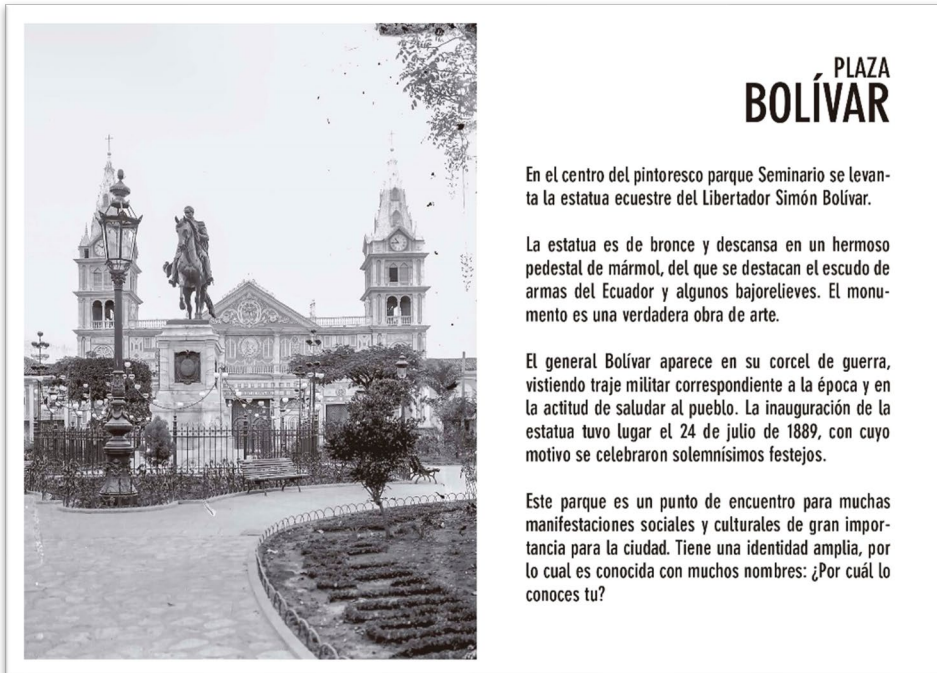 PLAZA
BOLÍVAR
En el centro del pintoresco parque Seminario se levan-
ta la estatua ecuestre del Libertador Simón Bolívar.
La estatua es de bronce y descansa en un hermoso
pedestal de mármol, del que se destacan el escudo de
armas del Ecuador y algunos bajorelieves. El monu-
mento es una verdadera obra de arte.
El general Bolívar aparece en su corcel de guerra,
vistiendo traje militar correspondiente a la época y en
la actitud de saludar al pueblo. La inauguración de la
estatua tuvo lugar el 24 de julio de 1889, con cuyo
motivo se celebraron solemnísimos festejos.
Este parque es un punto de encuentro para muchas
manifestaciones sociales y culturales de gran impor-
tancia para la ciudad. Tiene una identidad amplia, por
lo cual es conocida con muchos nombres: ¿Por cuál lo
conoces tu?